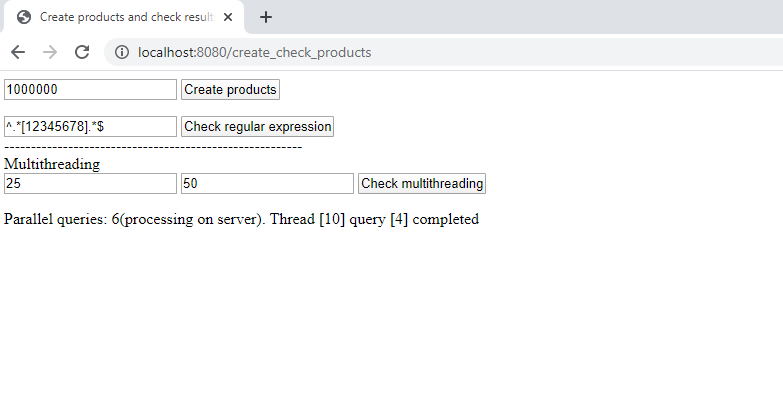 Create products and check result
localhost:8080/create_check_products
1000000 Create products
^.*[12345678].*$ Check regular expression
------------------------------------------------------
Multithreading
25 50 Check multithreading
Parallel queries: 6(processing on server). Thread [10] query [4] completed